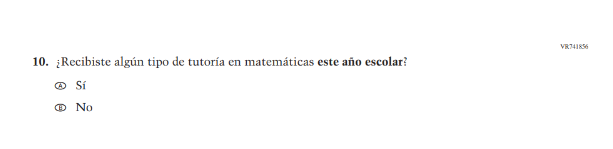 VR741856
10. ¿Recibiste algún tipo de tutoría en matemáticas este año escolar?
A Sí
B No